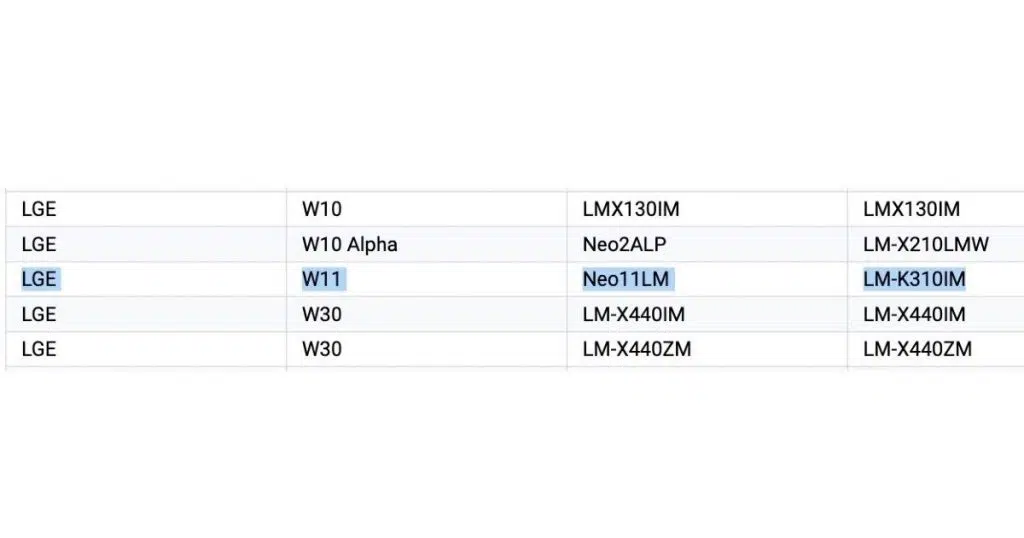 LGE W10 LMX130IM LMX130IM
LGE W10 Alpha Neo2ALP LM-X210LMW
LGE W11 Neo11LM LM-K310IM
LGE W30 LM-X440IM LM-X440IM
LGE W30 LM-X440ZM LM-X440ZM